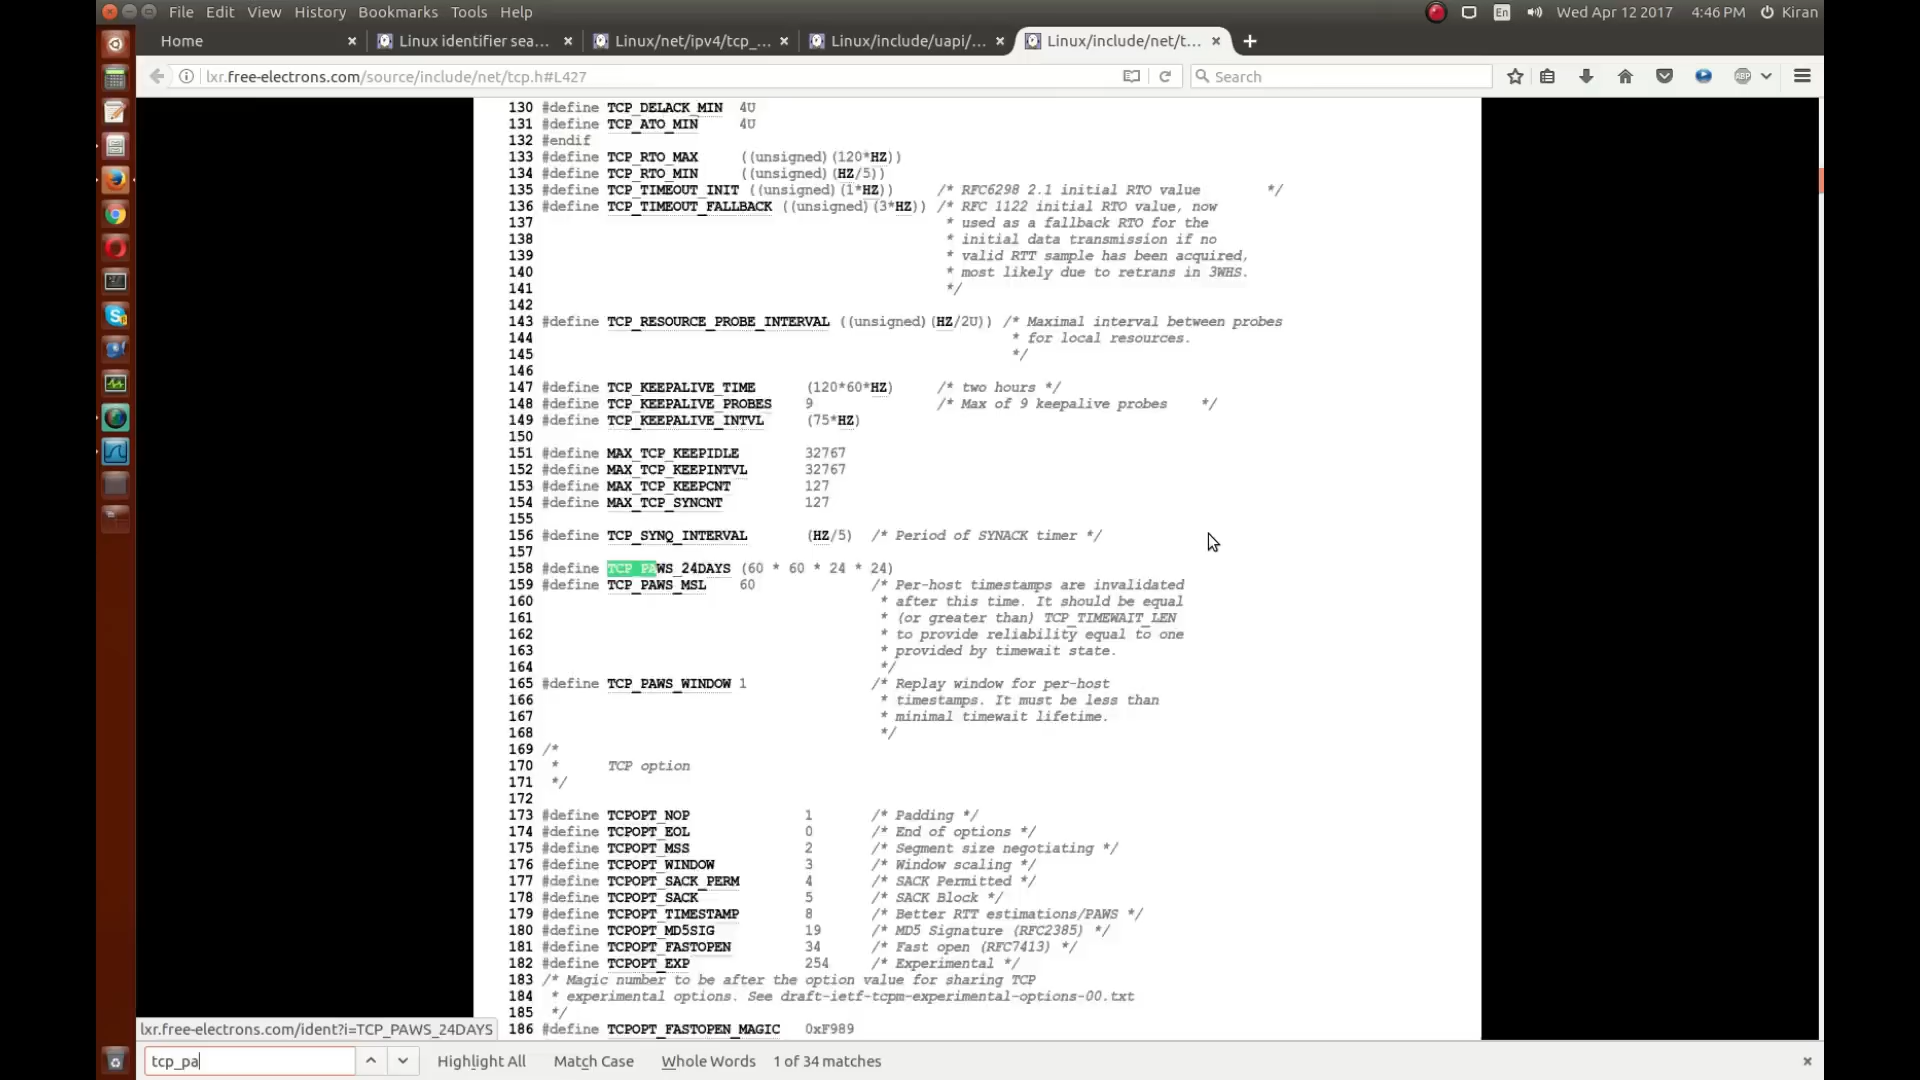 File Edit View History Bookmarks Tools Help En Wed Apr 12 2017 4:46 PM Kiran
Home × Linux identifier sea... × Linux/net/ipv4/tcp_... × Linux/include/uapi/... × Linux/include/net/t... × +
lxr.free-electrons.com/source/include/net/tcp.h#L427 Search ABP
130 #define TCP_DELACK_MIN 4U
131 #define TCP_ATO_MIN 4U
132 #endif
133 #define TCP_RTO_MAX ((unsigned)(120*HZ))
134 #define TCP_RTO_MIN ((unsigned)(HZ/5))
135 #define TCP_TIMEOUT_INIT ((unsigned)(1*HZ)) /* RFC6298 2.1 initial RTO value */
136 #define TCP_TIMEOUT_FALLBACK ((unsigned)(3*HZ)) /* RFC 1122 initial RTO value, now
137 * used as a fallback RTO for the
138 * initial data transmission if no
139 * valid RTT sample has been acquired,
140 * most likely due to retrans in 3WHS.
141 */
142
143 #define TCP_RESOURCE_PROBE_INTERVAL ((unsigned)(HZ/2U)) /* Maximal interval between probes
144 * for local resources.
145 */
146
147 #define TCP_KEEPALIVE_TIME (120*60*HZ) /* two hours */
148 #define TCP_KEEPALIVE_PROBES 9 /* Max of 9 keepalive probes */
149 #define TCP_KEEPALIVE_INTVL (75*HZ)
150
151 #define MAX_TCP_KEEPIDLE 32767
152 #define MAX_TCP_KEEPINTVL 32767
153 #define MAX_TCP_KEEPCNT 127
154 #define MAX_TCP_SYNCNT 127
155
156 #define TCP_SYNQ_INTERVAL (HZ/5) /* Period of SYNACK timer */
157
158 #define TCP_PAWS_24DAYS (60 * 60 * 24 * 24)
159 #define TCP_PAWS_MSL 60 /* Per-host timestamps are invalidated
160 * after this time. It should be equal
161 * (or greater than) TCP_TIMEWAIT_LEN
162 * to provide reliability equal to one
163 * provided by timewait state.
164 */
165 #define TCP_PAWS_WINDOW 1 /* Replay window for per-host
166 * timestamps. It must be less than
167 * minimal timewait lifetime.
168 */
169 /*
170 * TCP option
171 */
172
173 #define TCPOPT_NOP 1 /* Padding */
174 #define TCPOPT_EOL 0 /* End of options */
175 #define TCPOPT_MSS 2 /* Segment size negotiating */
176 #define TCPOPT_WINDOW 3 /* Window scaling */
177 #define TCPOPT_SACK_PERM 4 /* SACK Permitted */
178 #define TCPOPT_SACK 5 /* SACK Block */
179 #define TCPOPT_TIMESTAMP 8 /* Better RTT estimations/PAWS */
180 #define TCPOPT_MD5SIG 19 /* MD5 Signature (RFC2385) */
181 #define TCPOPT_FASTOPEN 34 /* Fast open (RFC7413) */
182 #define TCPOPT_EXP 254 /* Experimental */
183 /* Magic number to be after the option value for sharing TCP
184 * experimental options. See draft-ietf-tcpm-experimental-options-00.txt
185 */
186 #define TCPOPT_FASTOPEN_MAGIC 0xF989
lxr.free-electrons.com/ident?i=TCP_PAWS_24DAYS
tcp_pa Highlight All Match Case Whole Words 1 of 34 matches ×